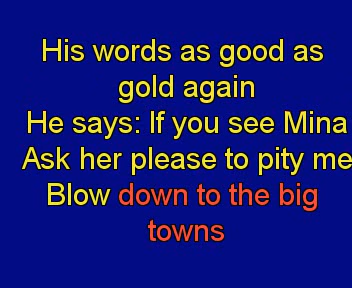 His words as good as
gold again
He says: If you see Mina
Ask her please to pity me
Blow down to the big
towns